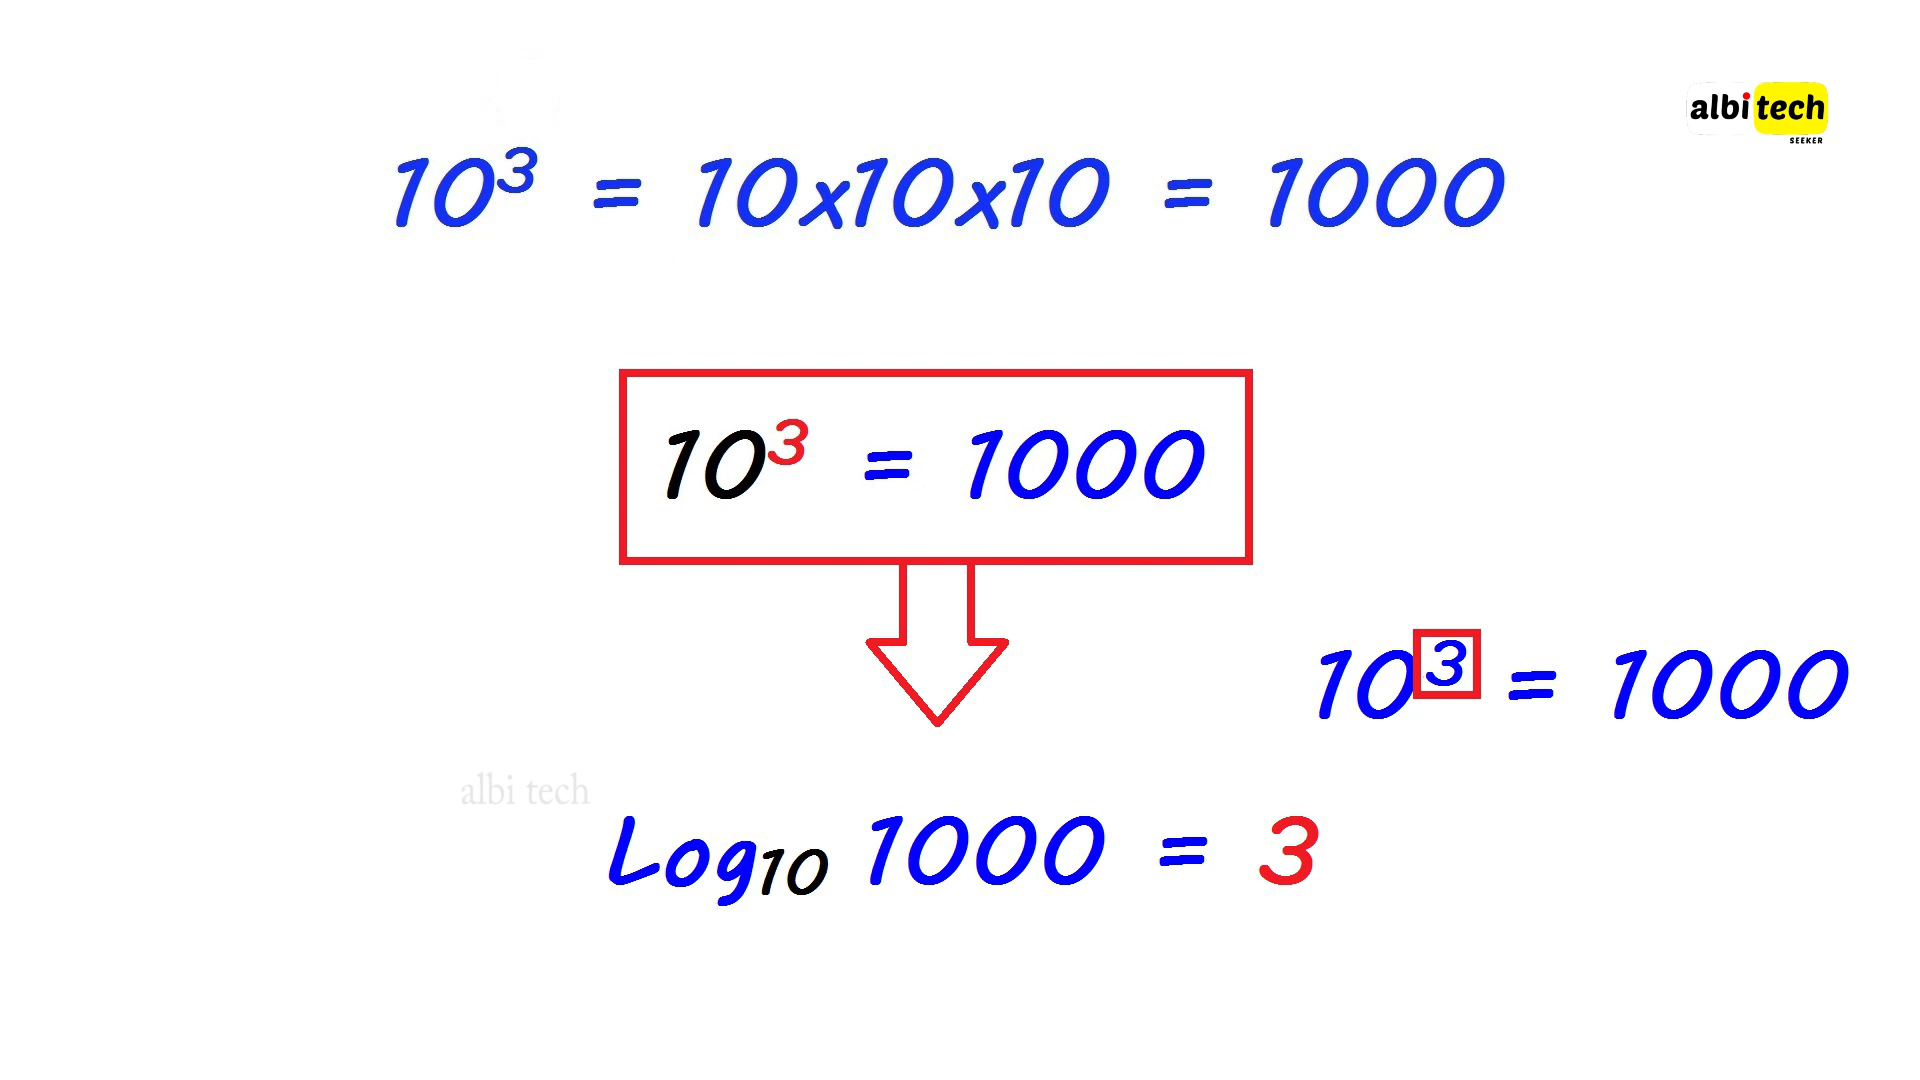 albi tech
SEEKER
10³ = 10x10x10 = 1000
10³ = 1000
10³ = 1000
albi tech
Log₁₀ 1000 = 3